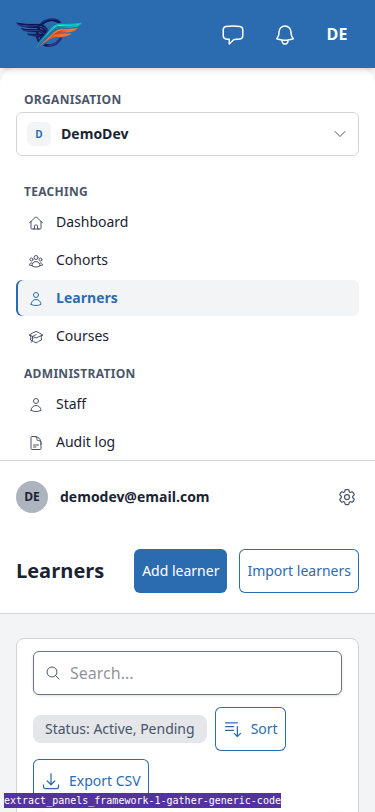 DE
ORGANISATION
D DemoDev
TEACHING
Dashboard
Cohorts
Learners
Courses
ADMINISTRATION
Staff
Audit log
DE demodev@email.com
Learners Add learner Import learners
Search...
Status: Active, Pending Sort
Export CSV
extract_panels_framework-1-gather-generic-code